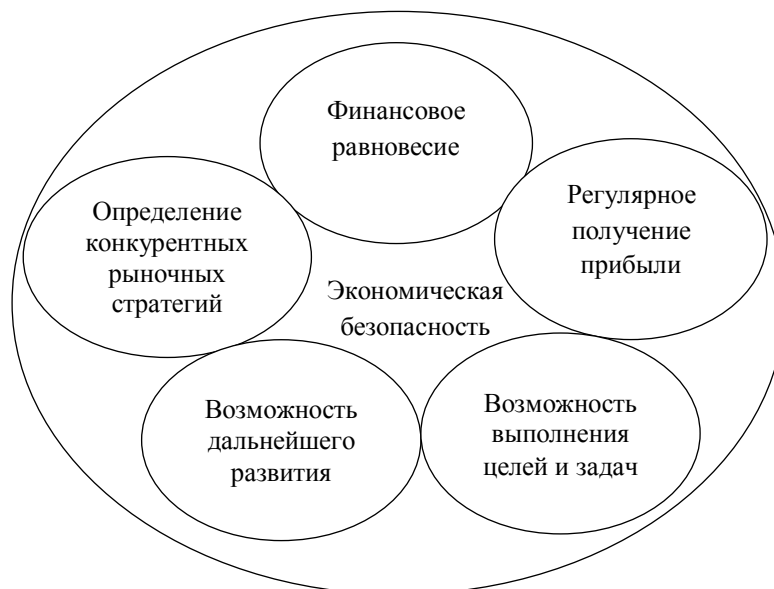 Финансовое
равновесие
Определение
конкурентных
рыночных
стратегий
Регулярное
получение
прибыли
Экономическая
безопасность
Возможность
дальнейшего
развития
Возможность
выполнения
целей и задач